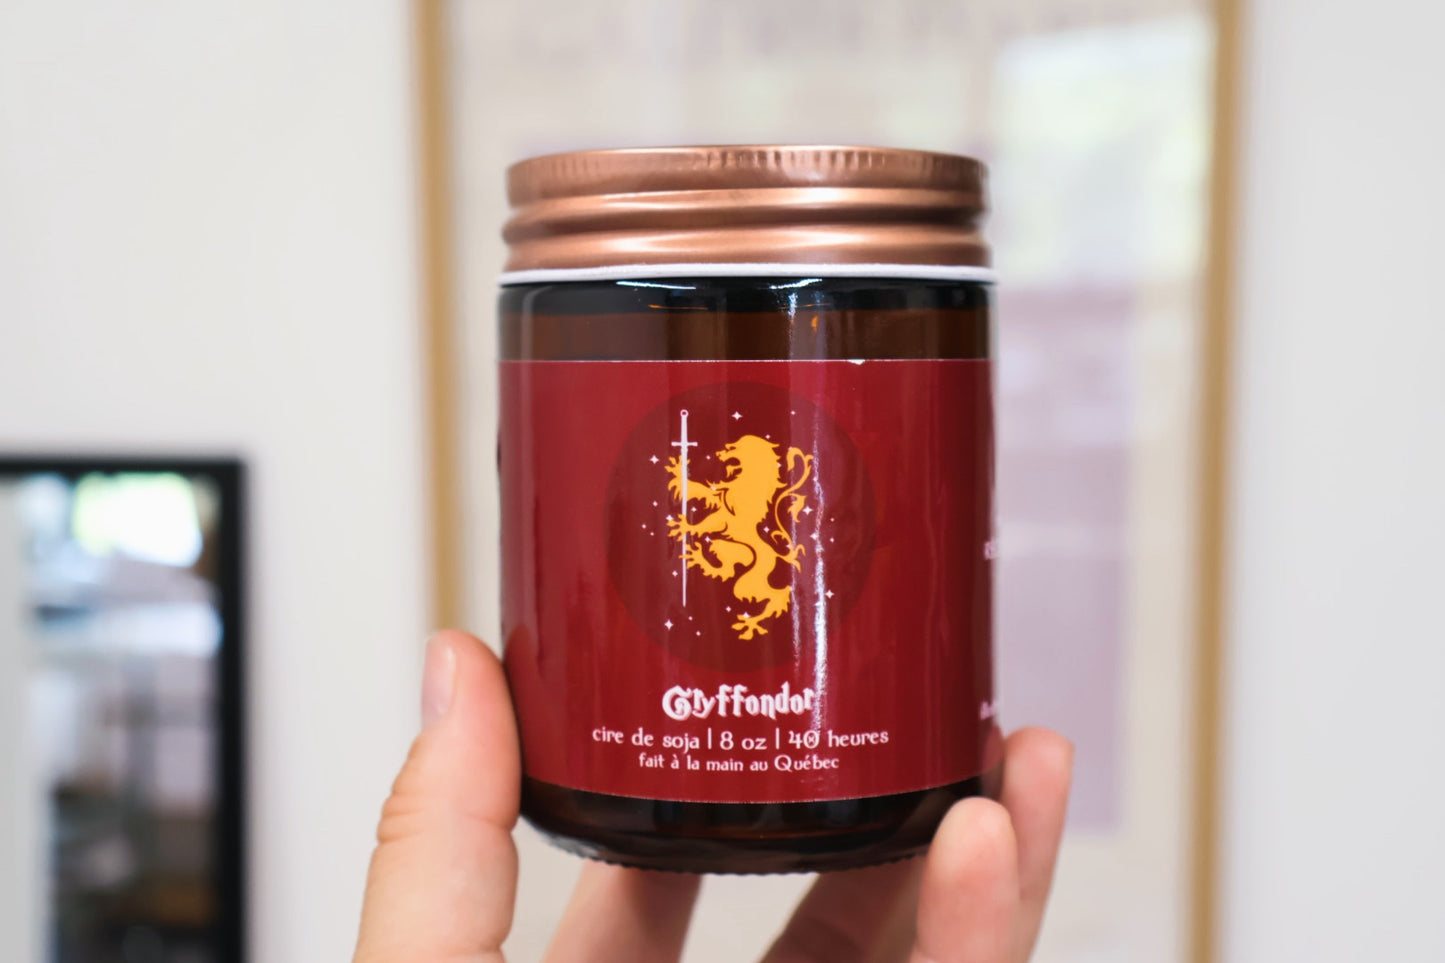 Gryffondor
cire de soja | 8 oz | 40 heures
fait à la main au Québec